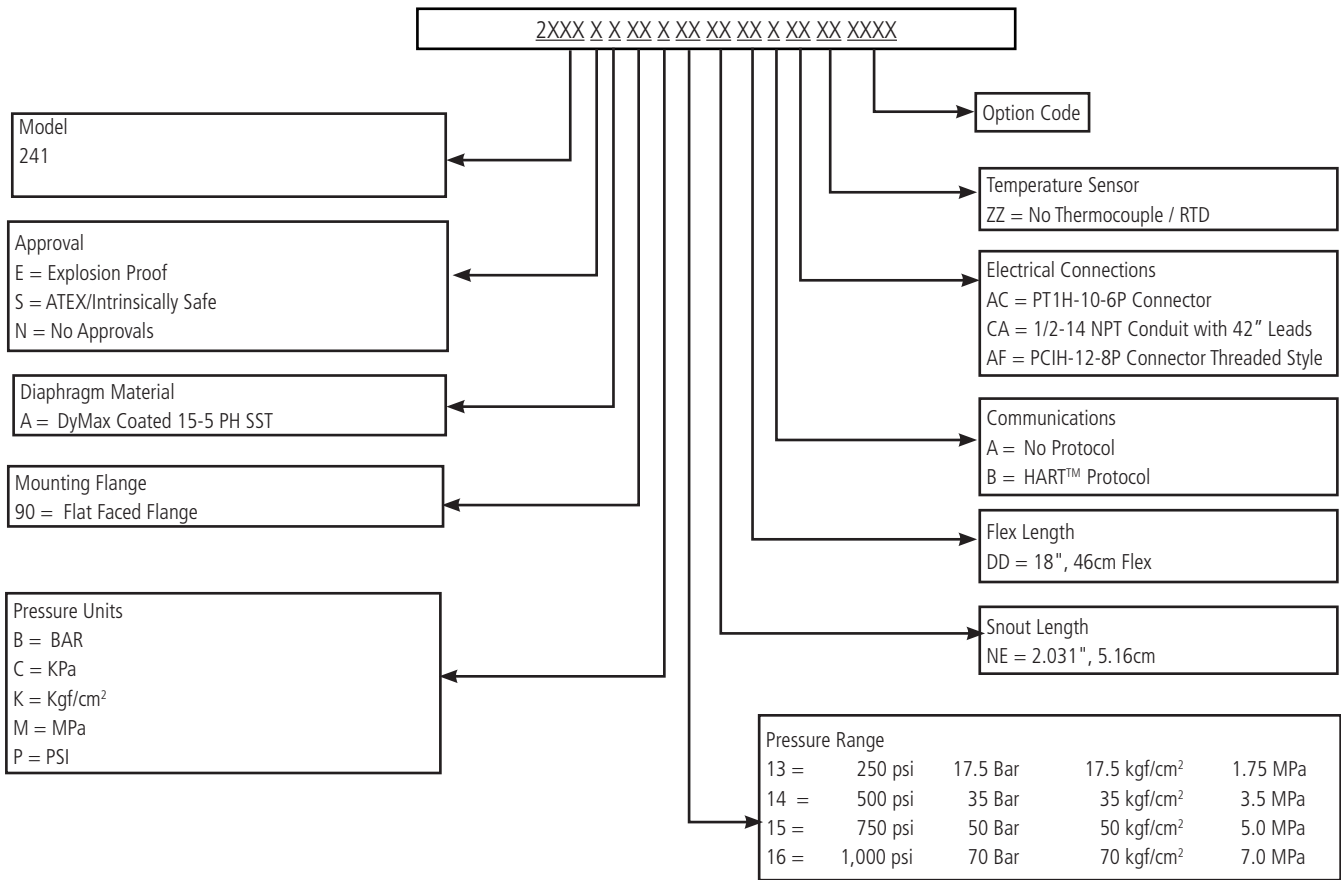 2XXX X X XX X XX XX XX X XX XX XXXX
Model
241
Approval
E = Explosion Proof
S = ATEX/Intrinsically Safe
N = No Approvals
Diaphragm Material
A = DyMax Coated 15-5 PH SST
Mounting Flange
90 = Flat Faced Flange
Pressure Units
B = BAR
C = KPa
K = Kgf/cm²
M = MPa
P = PSI
Option Code
Temperature Sensor
ZZ = No Thermocouple / RTD
Electrical Connections
AC = PT1H-10-6P Connector
CA = 1/2-14 NPT Conduit with 42” Leads
AF = PCIH-12-8P Connector Threaded Style
Communications
A = No Protocol
B = HART™ Protocol
Flex Length
DD = 18", 46cm Flex
Snout Length
NE = 2.031", 5.16cm
Pressure Range
13 = 250 psi 17.5 Bar 17.5 kgf/cm² 1.75 MPa
14 = 500 psi 35 Bar 35 kgf/cm² 3.5 MPa
15 = 750 psi 50 Bar 50 kgf/cm² 5.0 MPa
16 = 1,000 psi 70 Bar 70 kgf/cm² 7.0 MPa